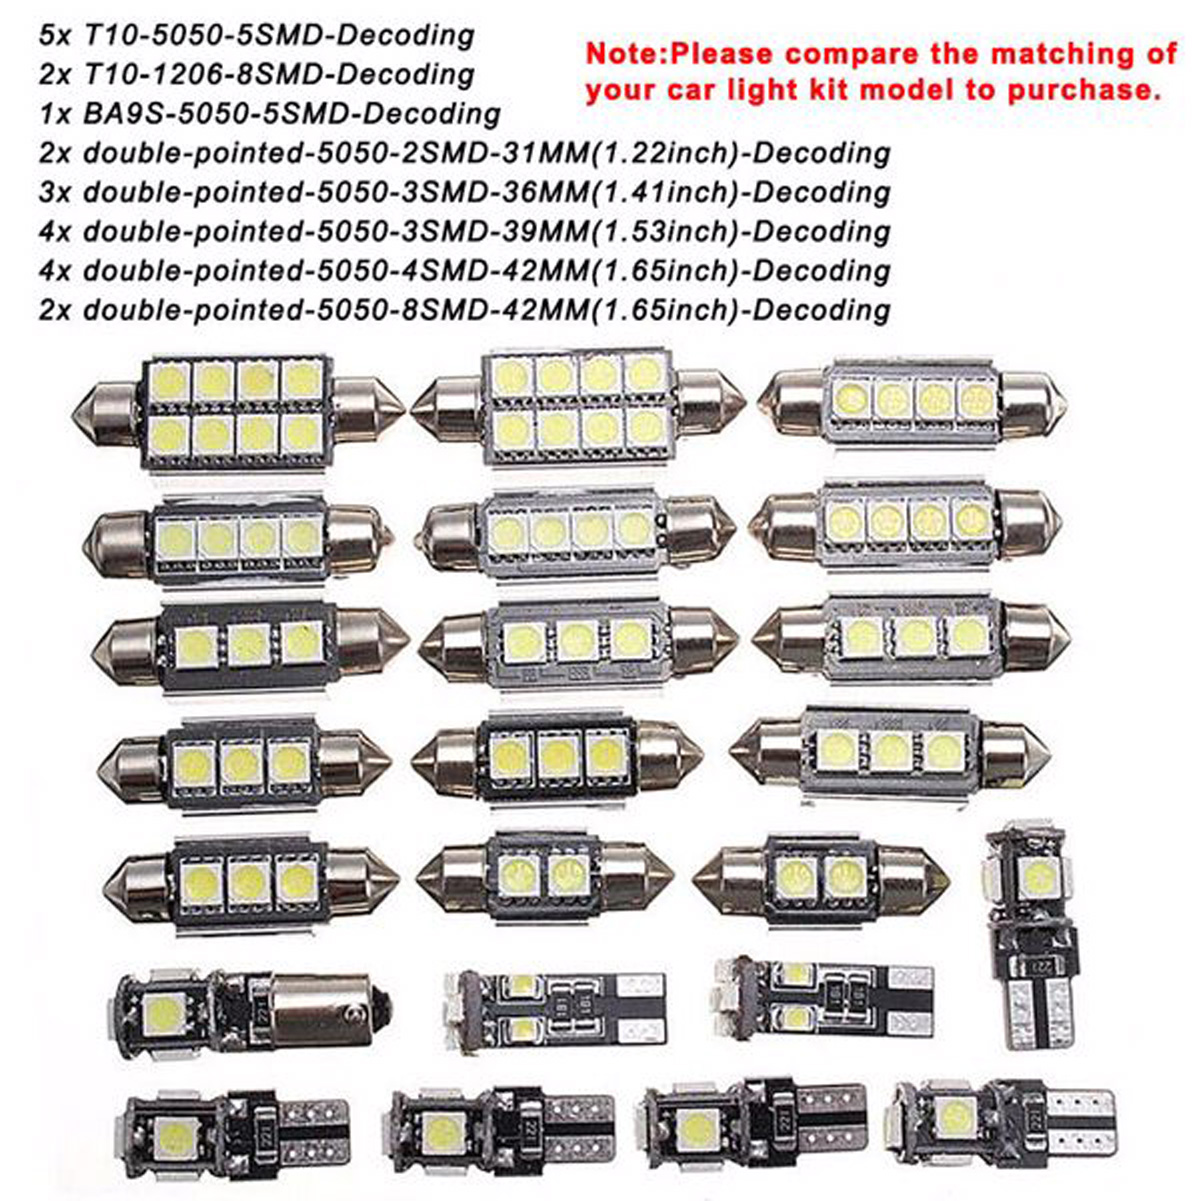 5x T10-5050-5SMD-Decoding
2x T10-1206-8SMD-Decoding
1x BA9S-5050-5SMD-Decoding
2x double-pointed-5050-2SMD-31MM(1.22inch)-Decoding
3x double-pointed-5050-3SMD-36MM(1.41inch)-Decoding
4x double-pointed-5050-3SMD-39MM(1.53inch)-Decoding
4x double-pointed-5050-4SMD-42MM(1.65inch)-Decoding
2x double-pointed-5050-8SMD-42MM(1.65inch)-Decoding
Note:Please compare the matching of
your car light kit model to purchase.